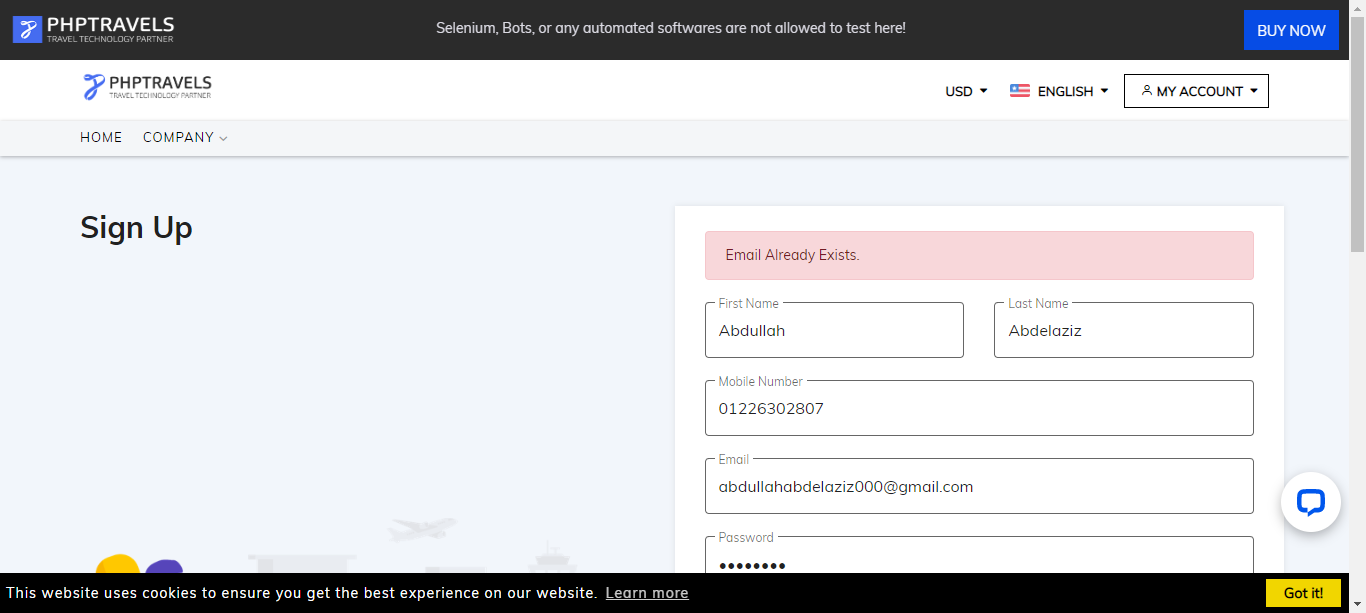 PHPTRAVELS
TRAVEL TECHNOLOGY PARTNER
Selenium, Bots, or any automated softwares are not allowed to test here!
BUY NOW
PHPTRAVELS
TRAVEL TECHNOLOGY PARTNER
USD
ENGLISH
MY ACCOUNT
HOME
COMPANY
Sign Up
Email Already Exists.
First Name
Abdullah
Last Name
Abdelaziz
Mobile Number
01226302807
Email
abdullahabdelaziz000@gmail.com
Password
••••••••
This website uses cookies to ensure you get the best experience on our website. Learn more
Got it!